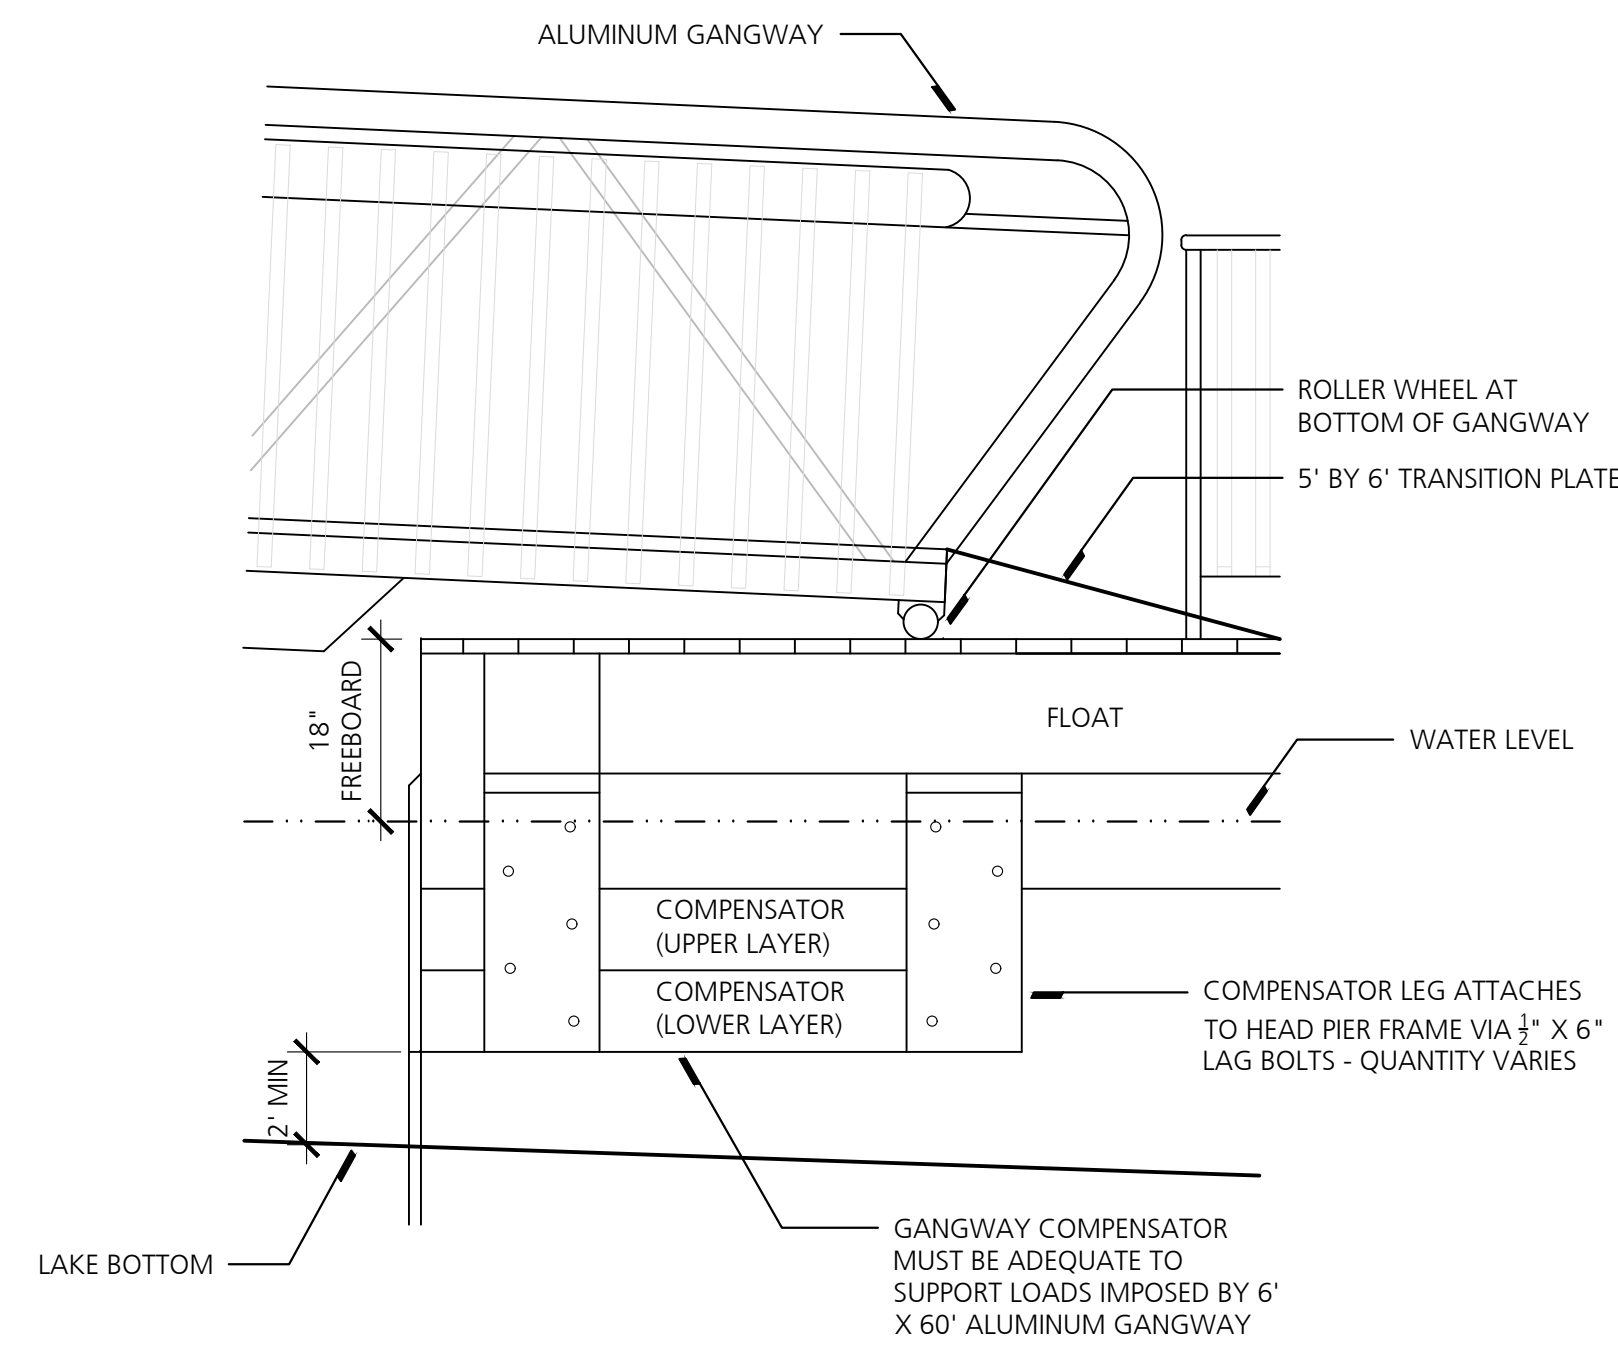 ALUMINUM GANGWAY
ROLLER WHEEL AT
BOTTOM OF GANGWAY
5' BY 6' TRANSITION PLATE
18"
FREEBOARD
FLOAT
WATER LEVEL
COMPENSATOR
(UPPER LAYER)
COMPENSATOR
(LOWER LAYER)
COMPENSATOR LEG ATTACHES
TO HEAD PIER FRAME VIA ½" X 6"
LAG BOLTS - QUANTITY VARIES
2' MIN
LAKE BOTTOM
GANGWAY COMPENSATOR
MUST BE ADEQUATE TO
SUPPORT LOADS IMPOSED BY 6'
X 60' ALUMINUM GANGWAY